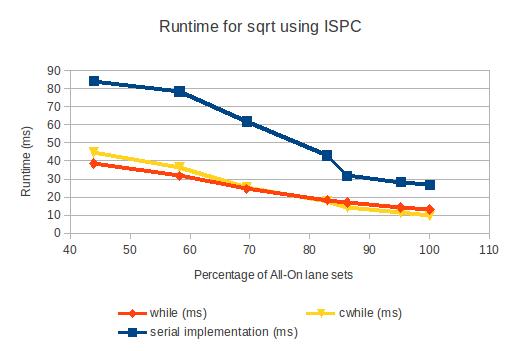 Runtime for sqrt using ISPC
90
80
70
60
50
40
30
20
10
0
Runtime (ms)
40 50 60 70 80 90 100 110
Percentage of All-On lane sets
while (ms) cwhile (ms)
serial implementation (ms)